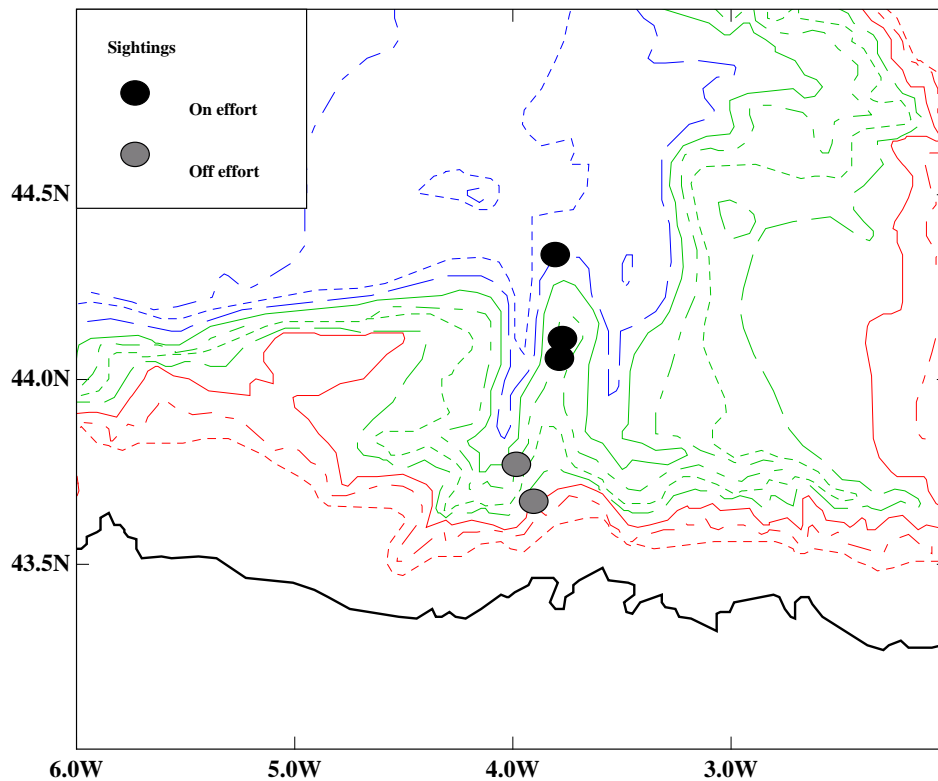 Sightings
On effort
Off effort
44.5N
44.0N
43.5N
6.0W 5.0W 4.0W 3.0W